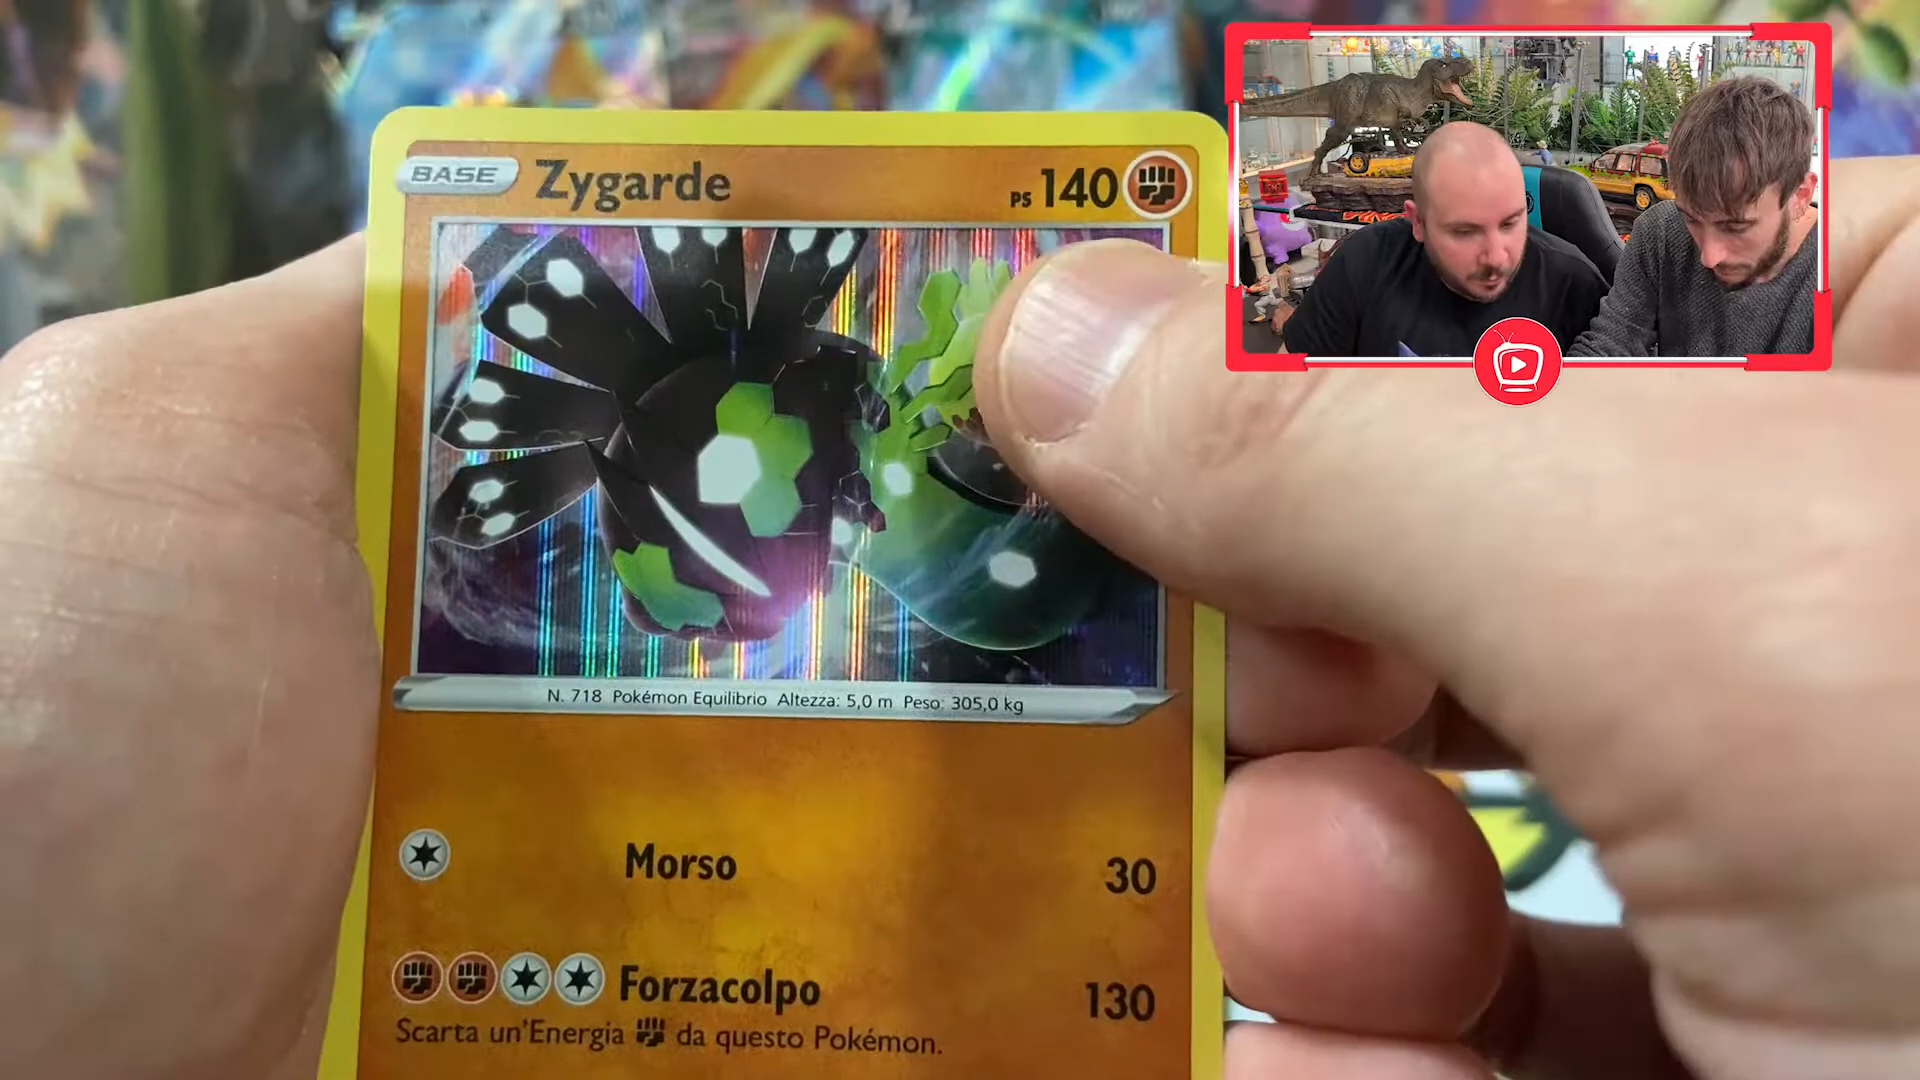 BASE Zygarde PS 140
N. 718 Pokémon Equilibrio Altezza: 5,0 m Peso: 305,0 kg
Morso 30
Forzacolpo 130
Scarta un'Energia da questo Pokémon.